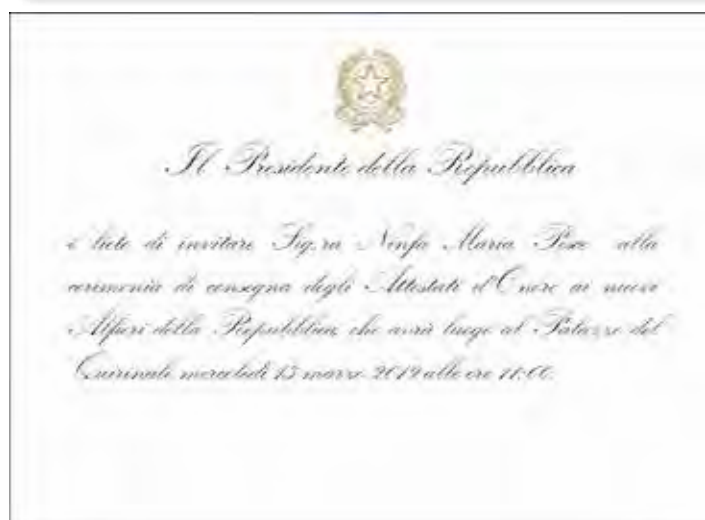 Il Presidente della Repubblica
è lieto di invitare Sig.ra Ninfa Maria alla
cerimonia di consegna degli Attestati d'Onore ai nuovi
Alfieri della Repubblica, che avrà luogo al Palazzo del
Quirinale mercoledì 13 marzo 2019 alle ore 11:00.